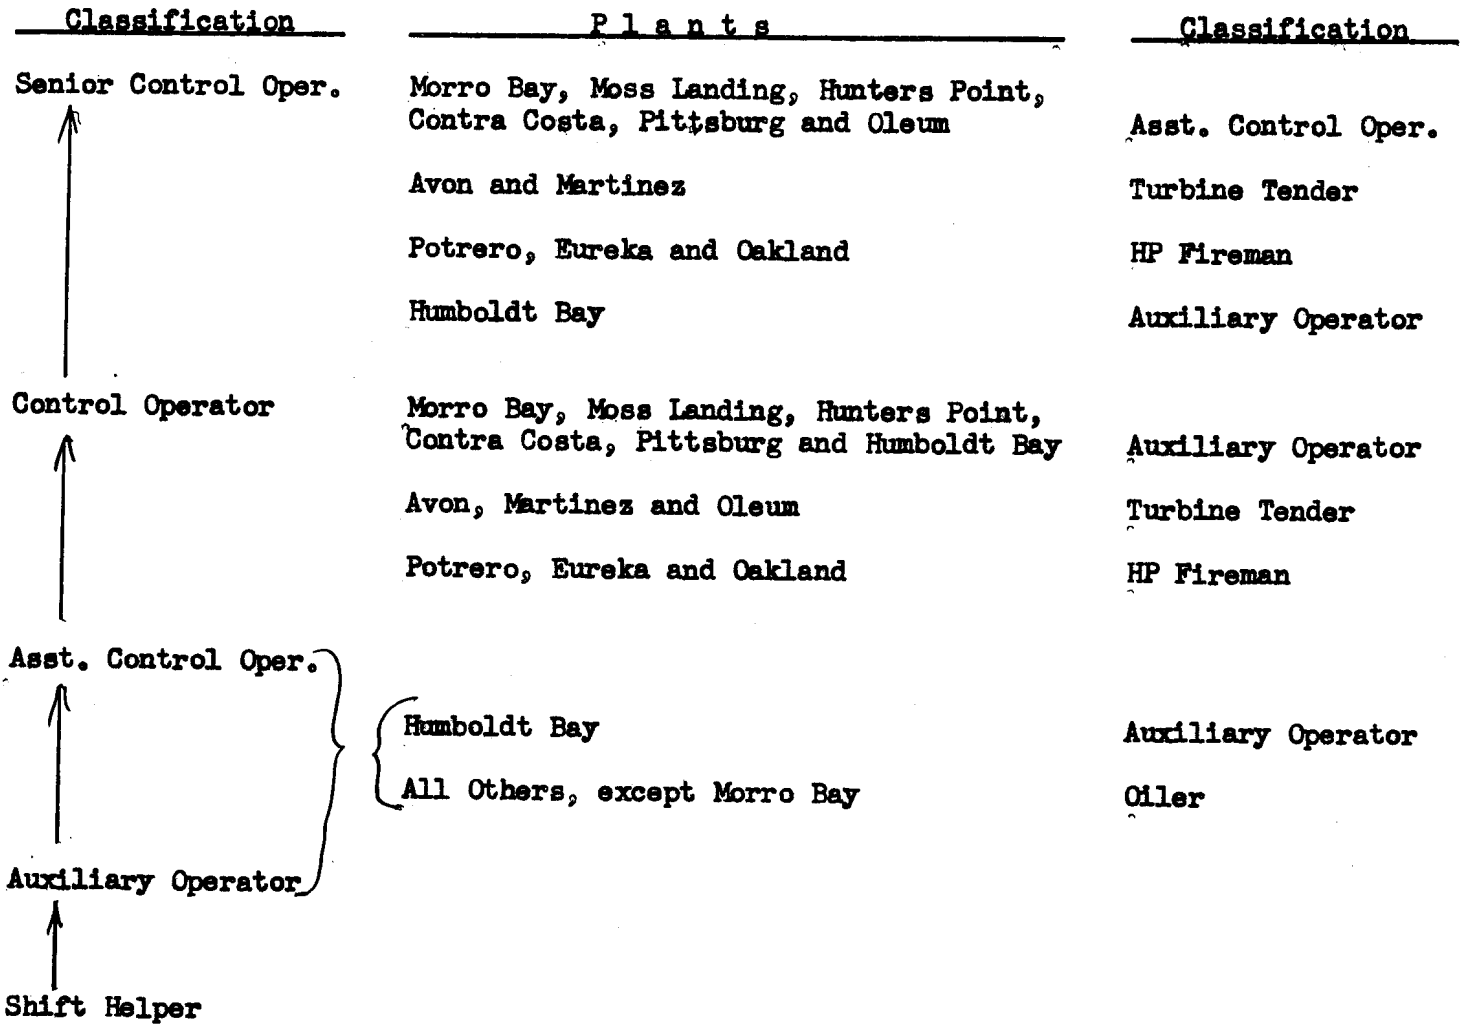 Classification P l a n t s Classification
Senior Control Oper. Morro Bay, Moss Landing, Hunters Point,
Contra Costa, Pittsburg and Oleum Asst. Control Oper.
Avon and Martinez Turbine Tender
Potrero, Eureka and Oakland HP Fireman
Humboldt Bay Auxiliary Operator
Control Operator Morro Bay, Moss Landing, Hunters Point,
Contra Costa, Pittsburg and Humboldt Bay Auxiliary Operator
Avon, Martinez and Oleum Turbine Tender
Potrero, Eureka and Oakland HP Fireman
Asst. Control Oper.
Humboldt Bay Auxiliary Operator
All Others, except Morro Bay Oiler
Auxiliary Operator
Shift Helper